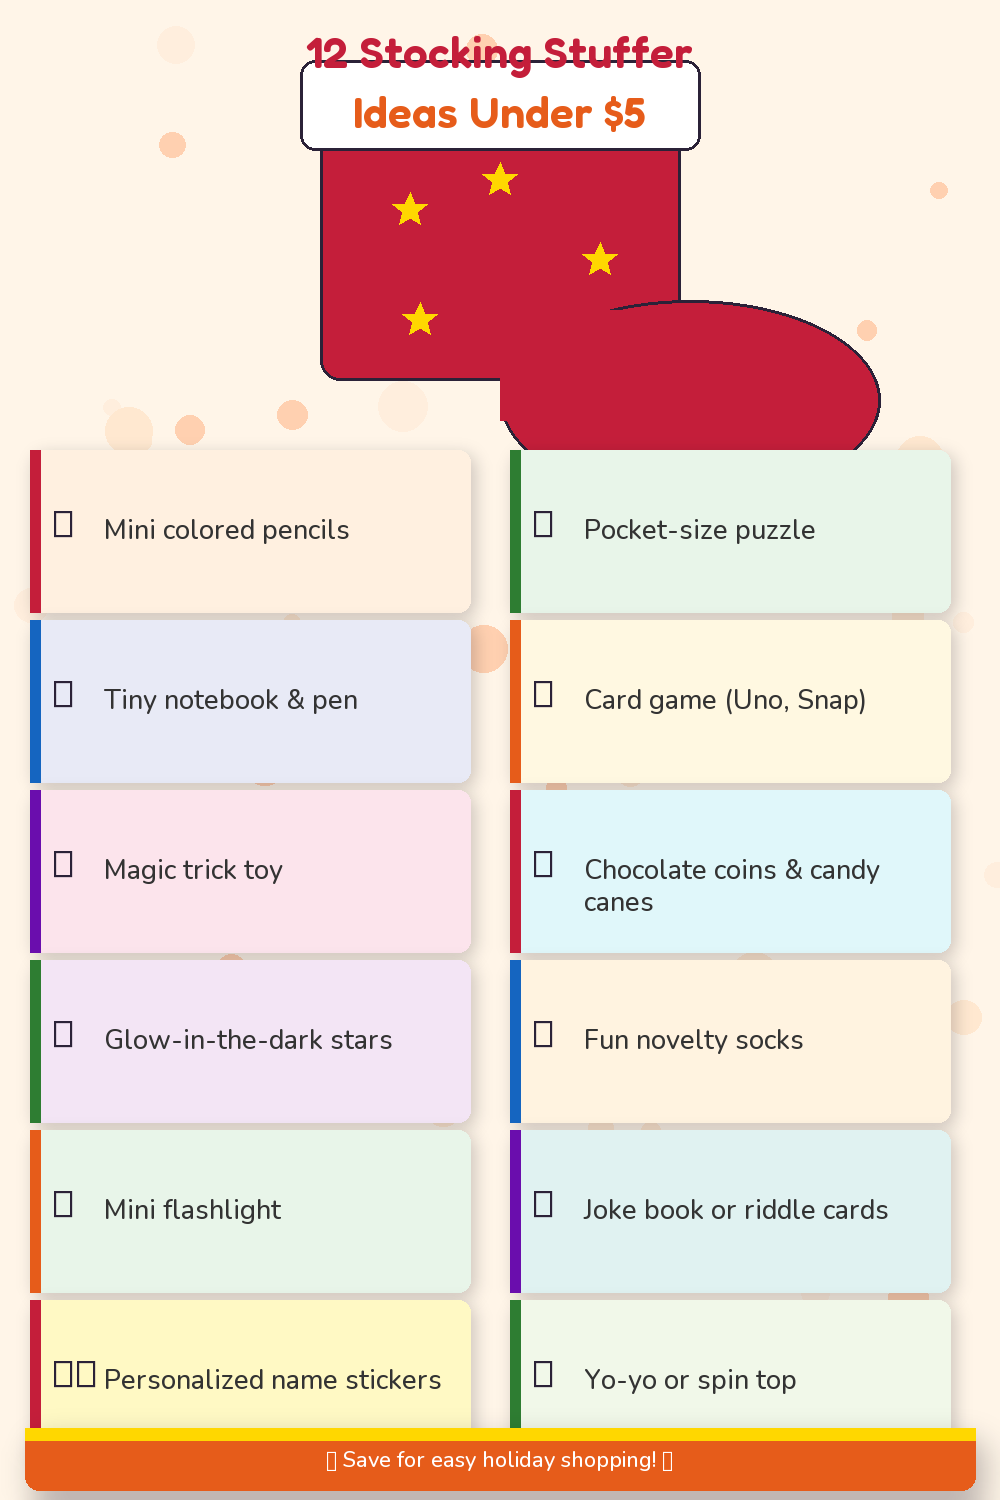 12 Stocking Stuffer
Ideas Under $5
Mini colored pencils
Pocket-size puzzle
Tiny notebook & pen
Card game (Uno, Snap)
Magic trick toy
Chocolate coins & candy
canes
Glow-in-the-dark stars
Fun novelty socks
Mini flashlight
Joke book or riddle cards
Personalized name stickers
Yo-yo or spin top
Save for easy holiday shopping!